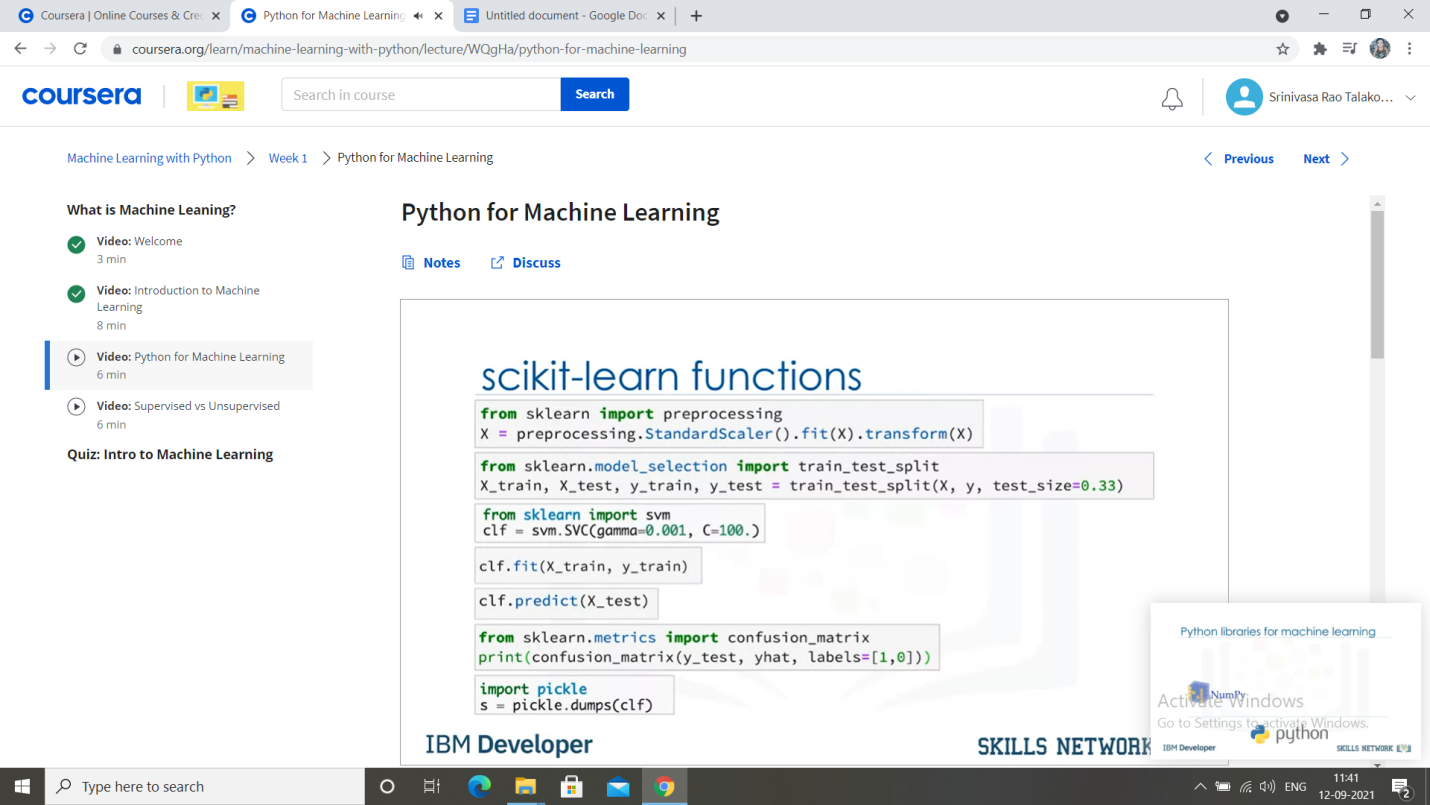 Coursera | Online Courses & Cred
Python for Machine Learning
Untitled document - Google Doc
coursera.org/learn/machine-learning-with-python/lecture/WQgHa/python-for-machine-learning
coursera
Search in course
Search
Srinivasa Rao Talako...
Machine Learning with Python
Week 1
Python for Machine Learning
Previous
Next
What is Machine Leaning?
Video: Welcome
3 min
Video: Introduction to Machine
Learning
8 min
Video: Python for Machine Learning
6 min
Video: Supervised vs Unsupervised
6 min
Quiz: Intro to Machine Learning
Python for Machine Learning
Notes
Discuss
scikit-learn functions
from sklearn import preprocessing
X = preprocessing.StandardScaler().fit(X).transform(X)
from sklearn.model_selection import train_test_split
X_train, X_test, y_train, y_test = train_test_split(X, y, test_size=0.33)
from sklearn import svm
clf = svm.SVC(gamma=0.001, C=100.)
clf.fit(X_train, y_train)
clf.predict(X_test)
from sklearn.metrics import confusion_matrix
print(confusion_matrix(y_test, yhat, labels=[1,0]))
import pickle
s = pickle.dumps(clf)
IBM Developer
SKILLS NETWORK
Python libraries for machine learning
NumPy
python
IBM Developer
SKILLS NETWORK
Activate Windows
Go to Settings to activate Windows.
Type here to search
ENG
11:41
12-09-2021
2